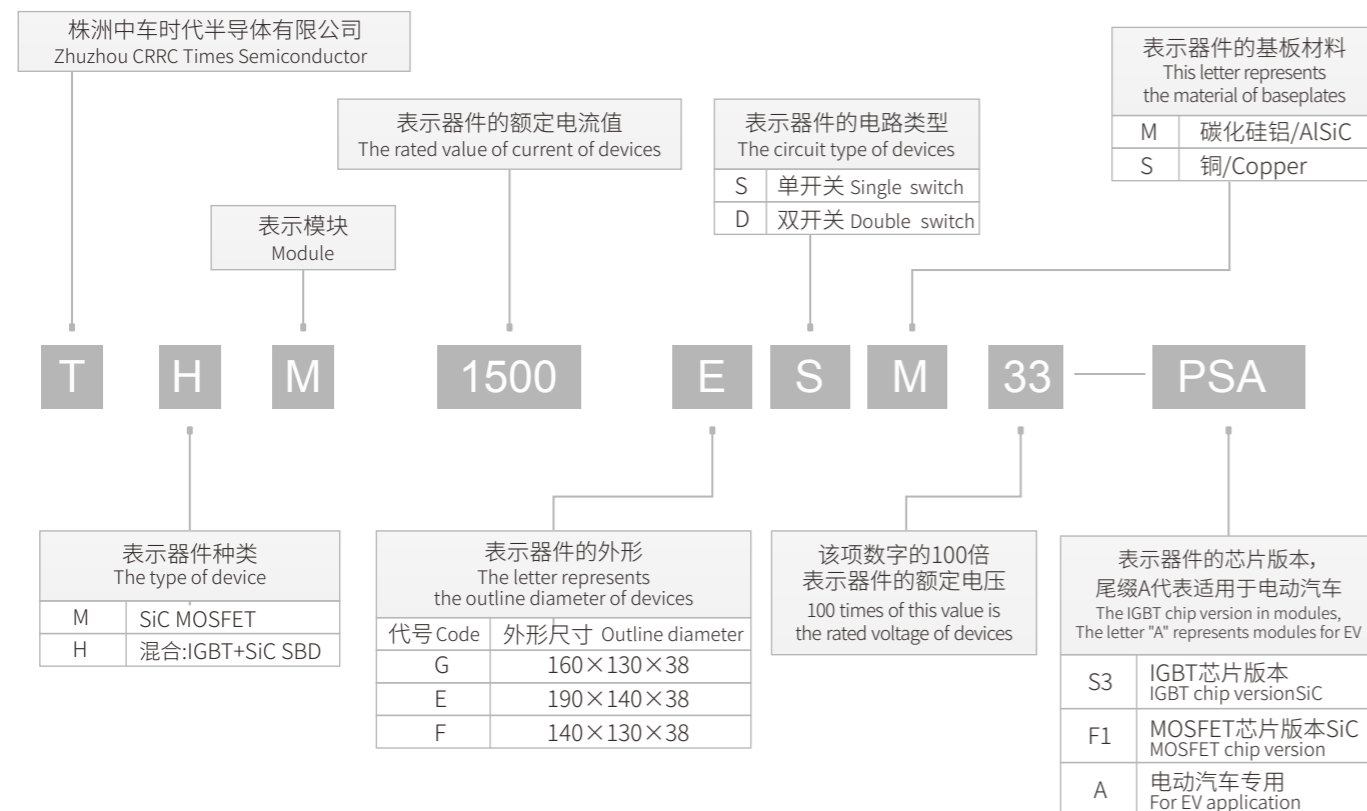 株洲中车时代半导体有限公司
Zhuzhou CRRC Times Semiconductor
表示器件的基板材料
This letter represents
the material of baseplates
M 碳化硅铝/AlSiC
S 铜/Copper
表示器件的额定电流值
The rated value of current of devices
表示器件的电路类型
The circuit type of devices
S 单开关 Single switch
D 双开关 Double switch
表示模块
Module
T H M 1500 E S M 33 — PSA
表示器件种类
The type of device
M SiC MOSFET
H 混合:IGBT+SiC SBD
表示器件的外形
The letter represents
the outline diameter of devices
代号 Code 外形尺寸 Outline diameter
G 160×130×38
E 190×140×38
F 140×130×38
该项数字的100倍
表示器件的额定电压
100 times of this value is
the rated voltage of devices
表示器件的芯片版本,
尾缀A代表适用于电动汽车
The IGBT chip version in modules,
The letter "A" represents modules for EV
S3 IGBT芯片版本
IGBT chip versionSiC
F1 MOSFET芯片版本SiC
MOSFET chip version
A 电动汽车专用
For EV application